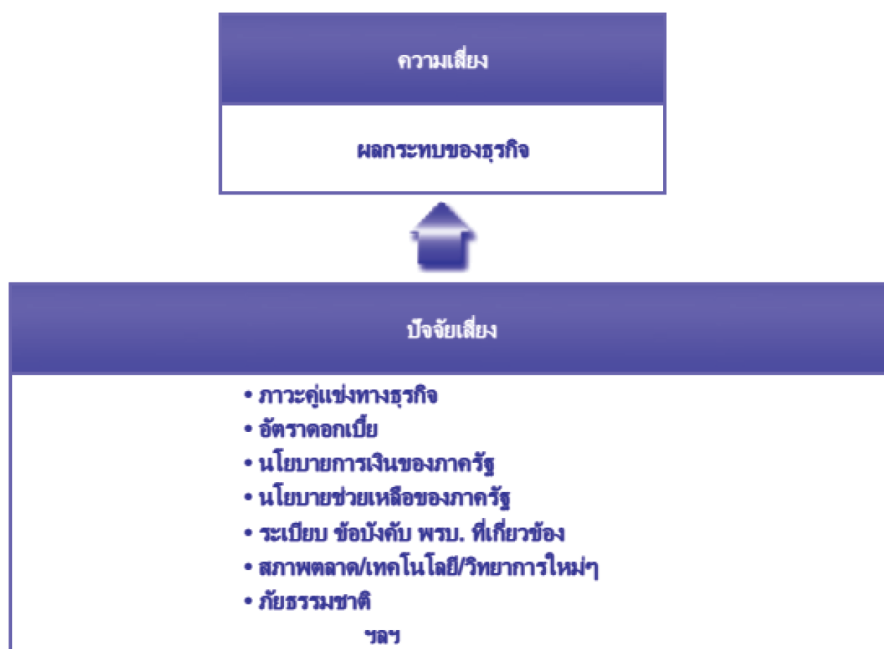 ความเสี่ยง
ผลกระทบของธุรกิจ
ปัจจัยเสี่ยง
• ภาวะคู่แข่งทางธุรกิจ
• อัตราดอกเบี้ย
• นโยบายการเงินของภาครัฐ
• นโยบายช่วยเหลือของภาครัฐ
• ระเบียบ ข้อบังคับ พรบ. ที่เกี่ยวข้อง
• สภาพตลาด/เทคโนโลยี/วิทยาการใหม่ๆ
• ภัยธรรมชาติ
ฯลฯ